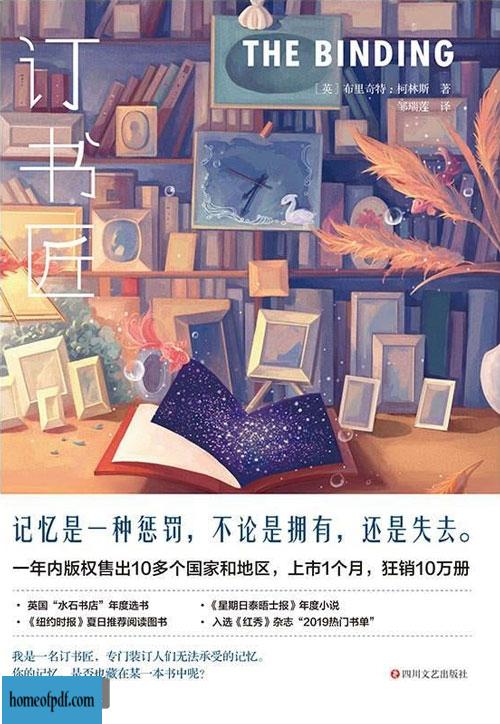 订书匠
THE BINDING
[英] 布里奇特·柯林斯 著
邹瑞莲 译
记忆是一种惩罚，不论是拥有，还是失去。
一年内版权售出10多个国家和地区，上市1个月，狂销10万册
• 英国“水石书店”年度选书
• 《星期日泰晤士报》年度小说
• 《纽约时报》夏日推荐阅读图书
• 入选《红秀》杂志“2019热门书单”
我是一名订书匠，专门装订人们无法承受的记忆。
你的记忆，是否也藏在某一本书中呢？
四川文艺出版社
homeofpdf.com